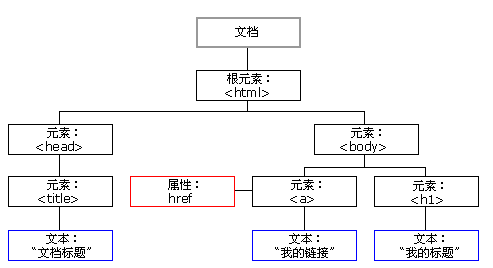 文档
根元素：
<html>
元素：
<head>
元素：
<body>
元素：
<title>
属性：
href
元素：
<a>
元素：
<h1>
文本：
“文档标题”
文本：
“我的链接”
文本：
“我的标题”